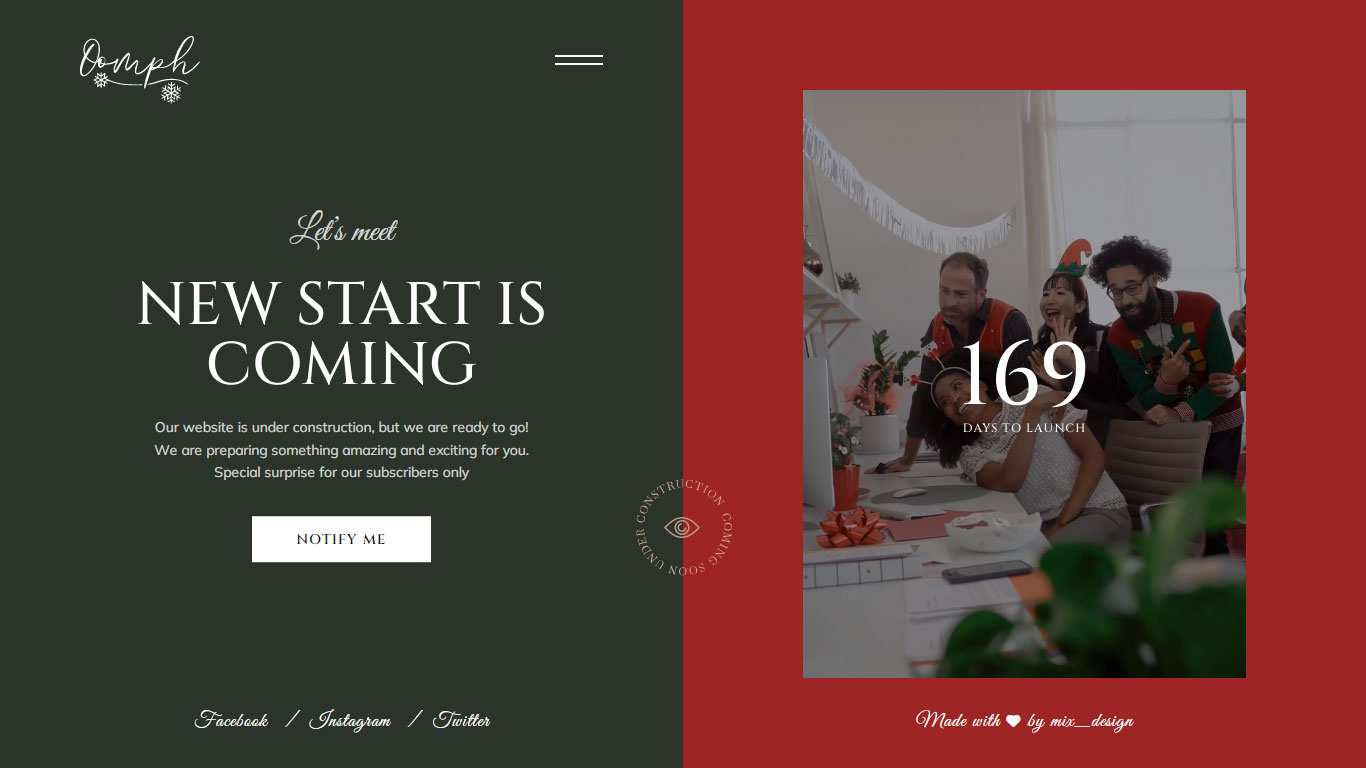 Oomph
Let's meet
NEW START IS
COMING
Our website is under construction, but we are ready to go!
We are preparing something amazing and exciting for you.
Special surprise for our subscribers only
NOTIFY ME
Facebook / Instagram / Twitter
COMING SOON UNDER CONSTRUCTION
169
DAYS TO LAUNCH
Made with ♥ by mix_design